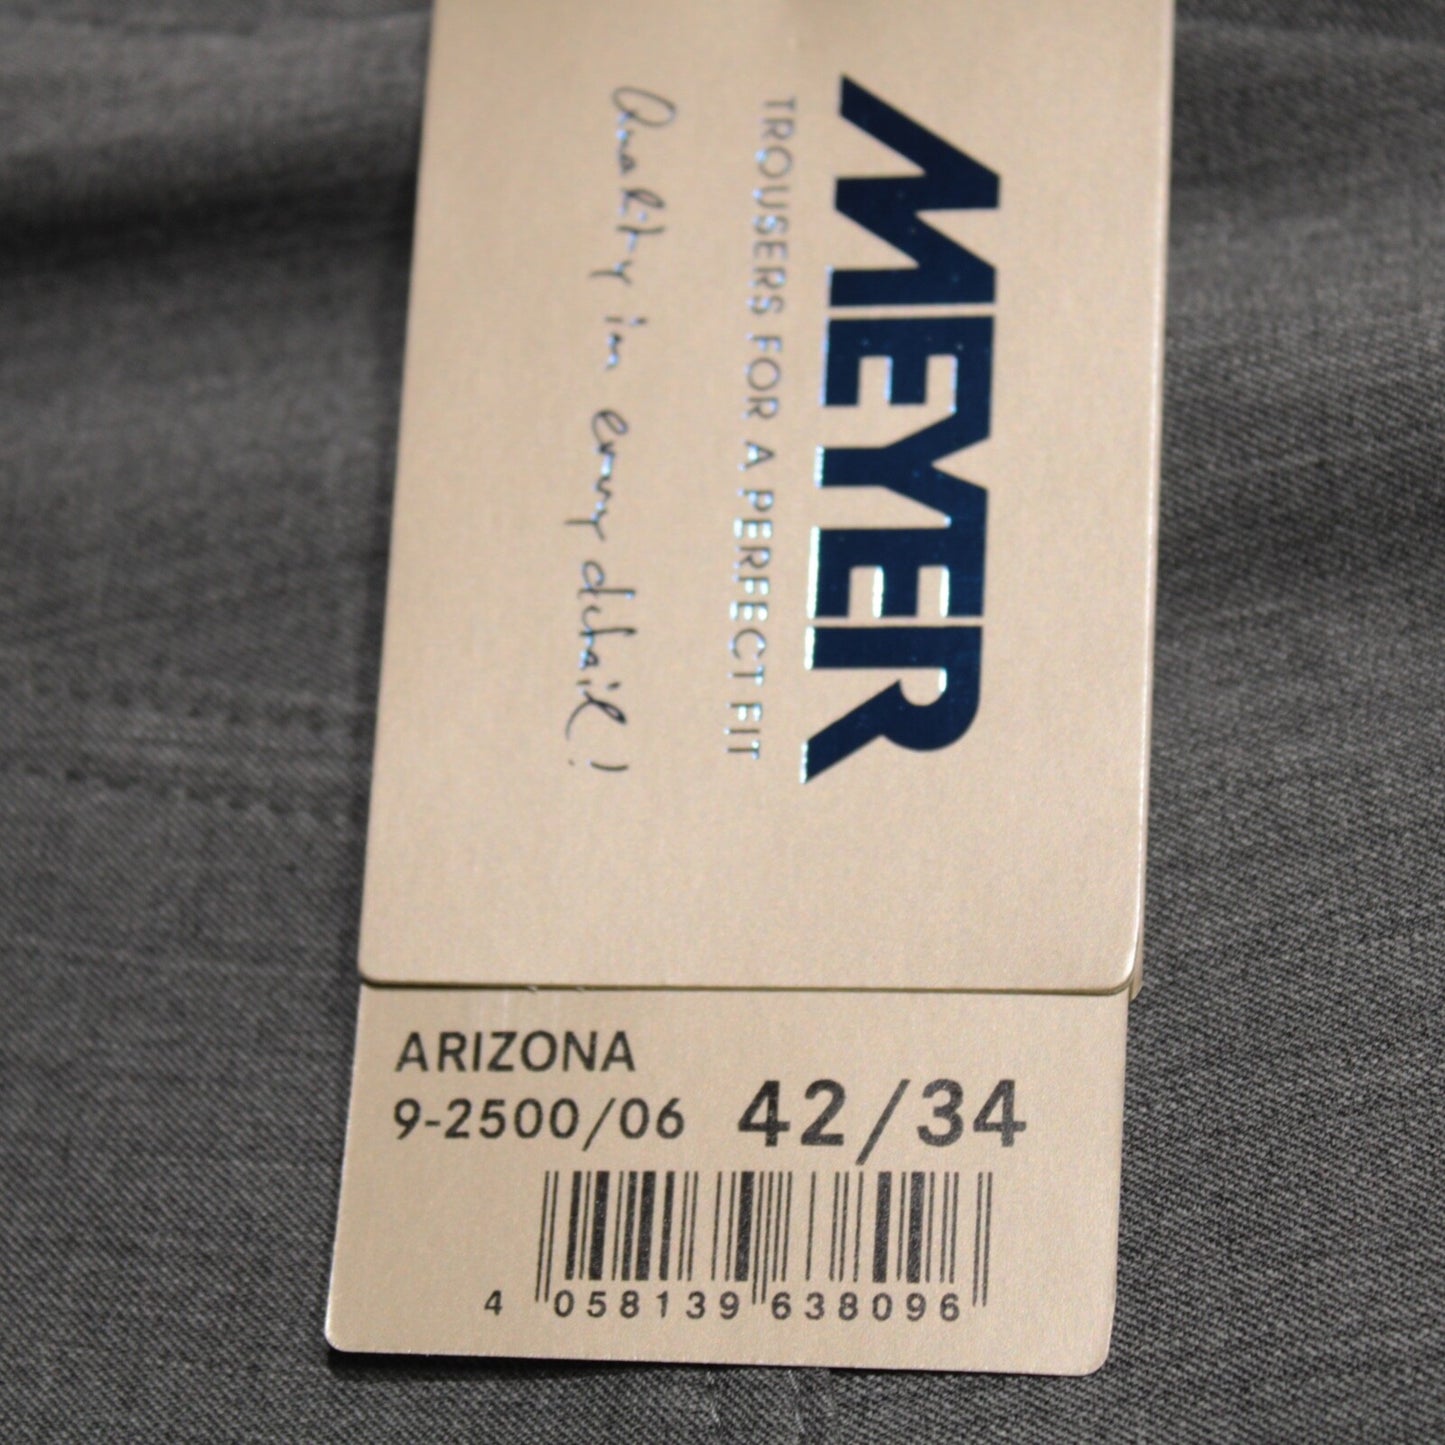 MEYER
TROUSERS FOR A PERFECT FIT
Quality in every detail!
ARIZONA
9-2500/06 42/34
4 058139 638096